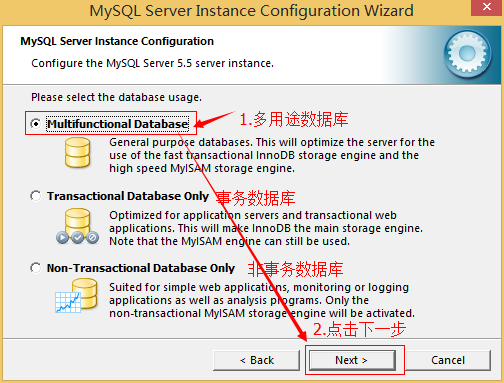 MySQL Server Instance Configuration Wizard
MySQL Server Instance Configuration
Configure the MySQL Server 5.5 server instance.
Please select the database usage.
Multifunctional Database
1.多用途数据库
General purpose databases. This will optimize the server for the
use of the fast transactional InnoDB storage engine and the
high speed MyISAM storage engine.
Transactional Database Only 事务数据库
Optimized for application servers and transactional web
applications. This will make InnoDB the main storage engine.
Note that the MyISAM engine can still be used.
Non-Transactional Database Only 非事务数据库
Suited for simple web applications, monitoring or logging
applications as well as analysis programs. Only the
non-transactional MyISAM storage engine will be activated.
2.点击下一步
< Back Next > Cancel